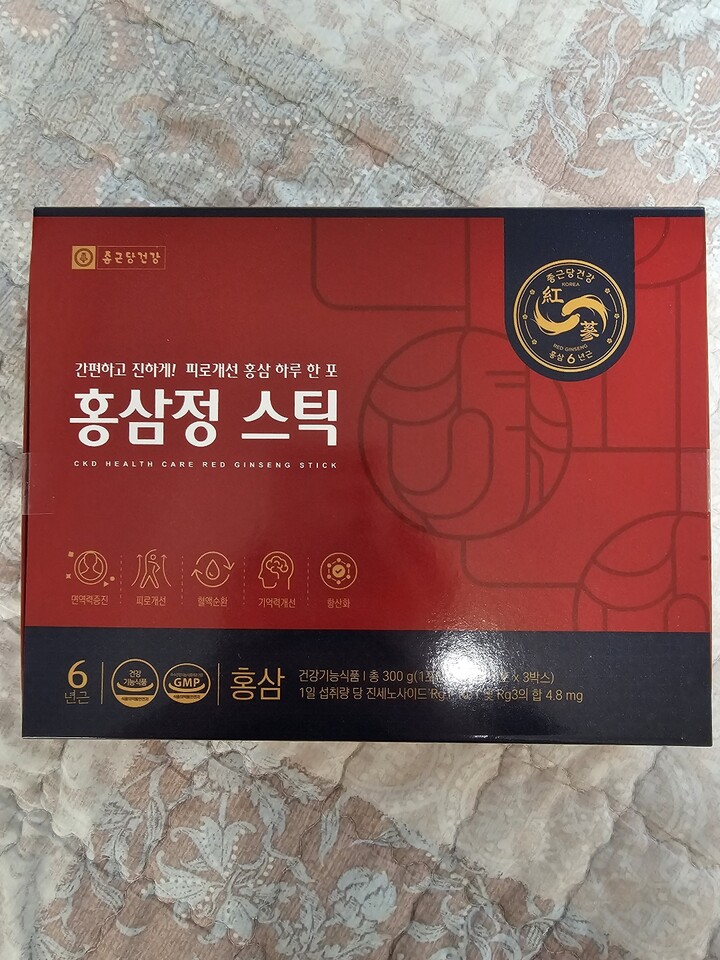 종근당건강
종근당건강
KOREA
紅
蔘
RED GINSENG
홍삼 6년근
간편하고 진하게! 피로개선 홍삼 하루 한 포
홍삼정 스틱
CKD HEALTH CARE RED GINSENG STICK
면역력증진
피로개선
혈액순환
기억력개선
항산화
6
년근
건강
기능식품
GMP
홍삼
건강기능식품 | 총 300 g(1포 x 3박스)
1일 섭취량 당 진세노사이드 Rg3의 합 4.8 mg